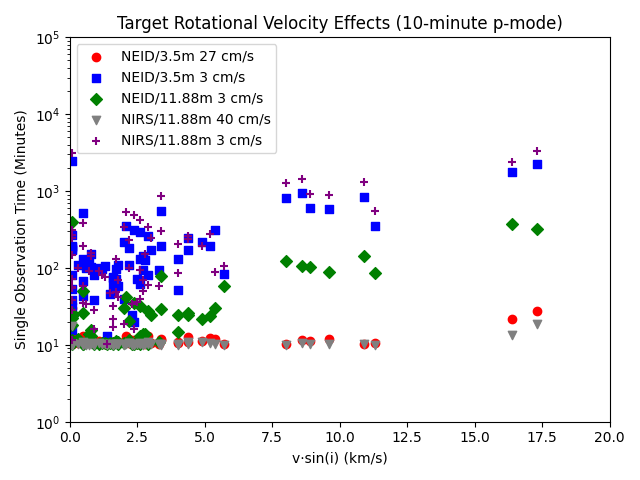 Target Rotational Velocity Effects (10-minute p-mode)
NEID/3.5m 27 cm/s
NEID/3.5m 3 cm/s
NEID/11.88m 3 cm/s
NIRS/11.88m 40 cm/s
NIRS/11.88m 3 cm/s
Single Observation Time (Minutes)
10^5
10^4
10^3
10^2
10^1
10^0
0.0 2.5 5.0 7.5 10.0 12.5 15.0 17.5 20.0
v·sin(i) (km/s)